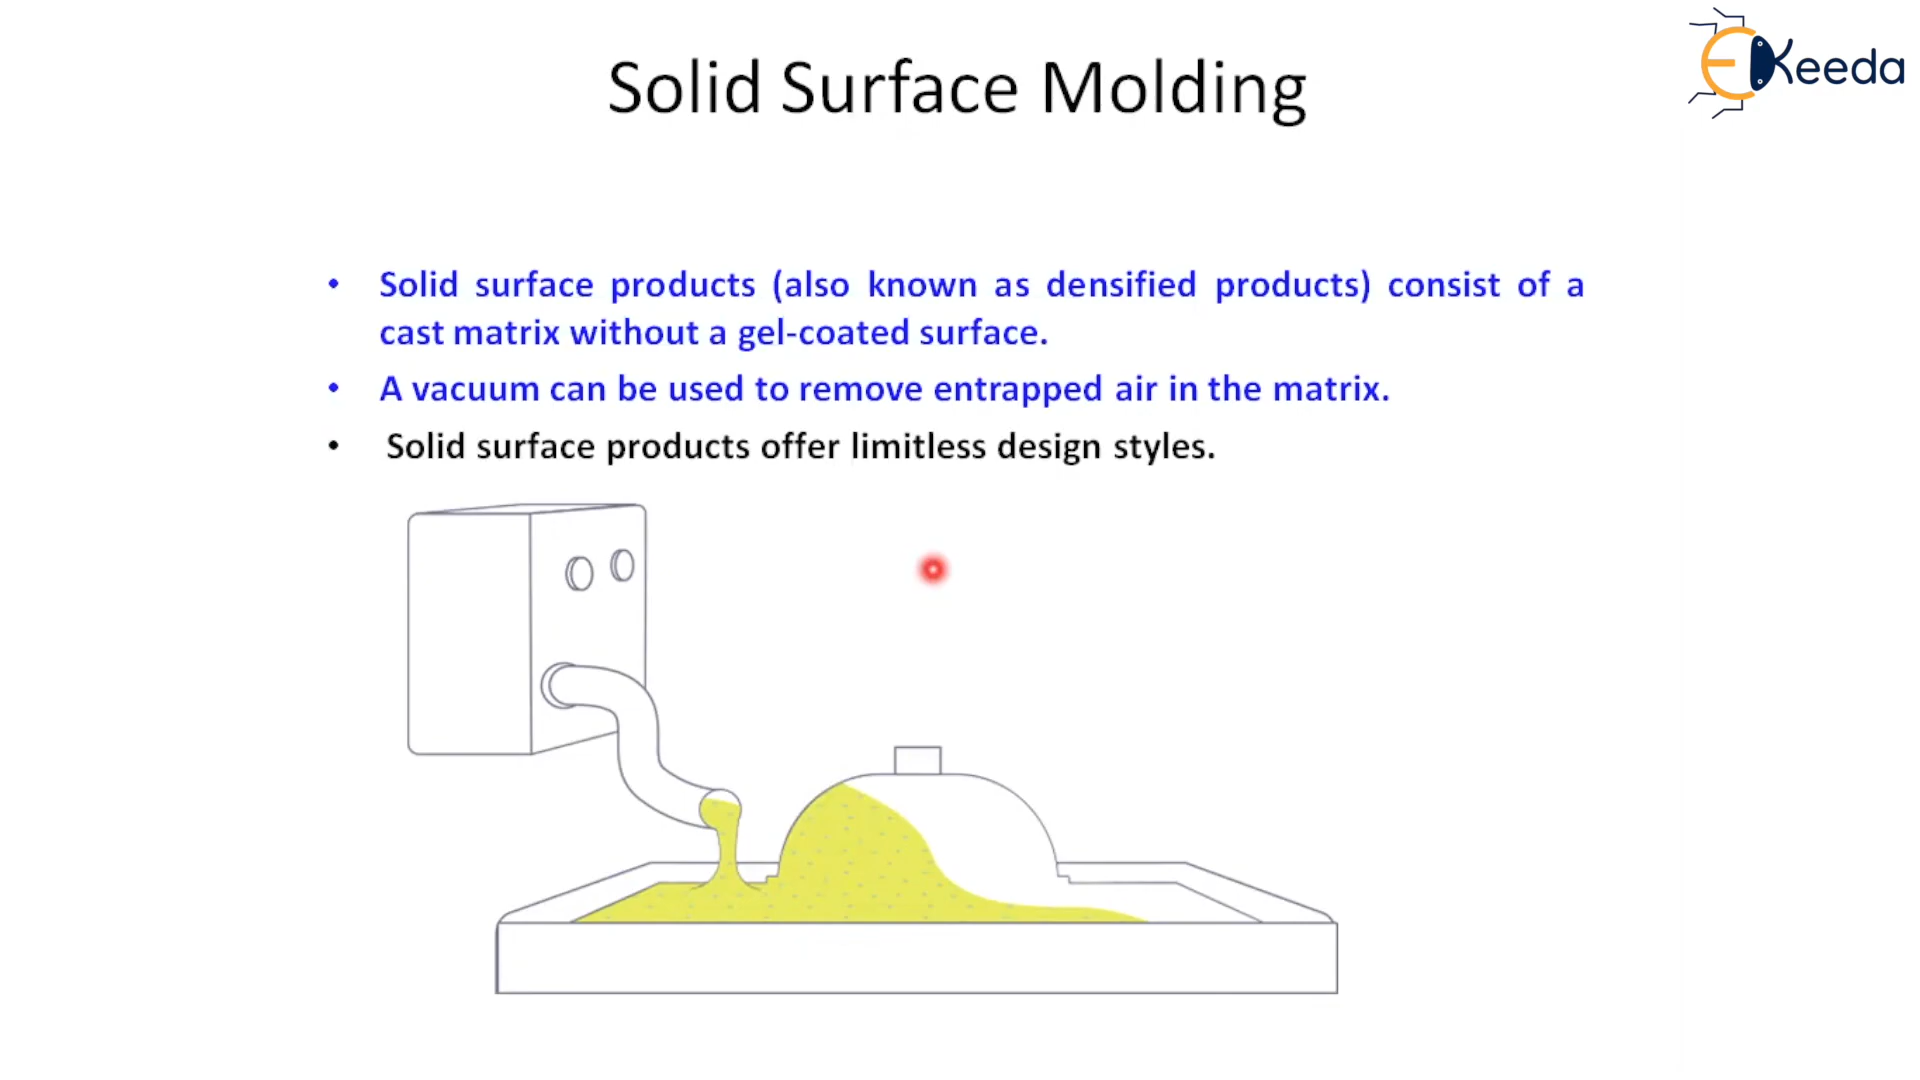 EKeeda
Solid Surface Molding
• Solid surface products (also known as densified products) consist of a
cast matrix without a gel-coated surface.
• A vacuum can be used to remove entrapped air in the matrix.
• Solid surface products offer limitless design styles.